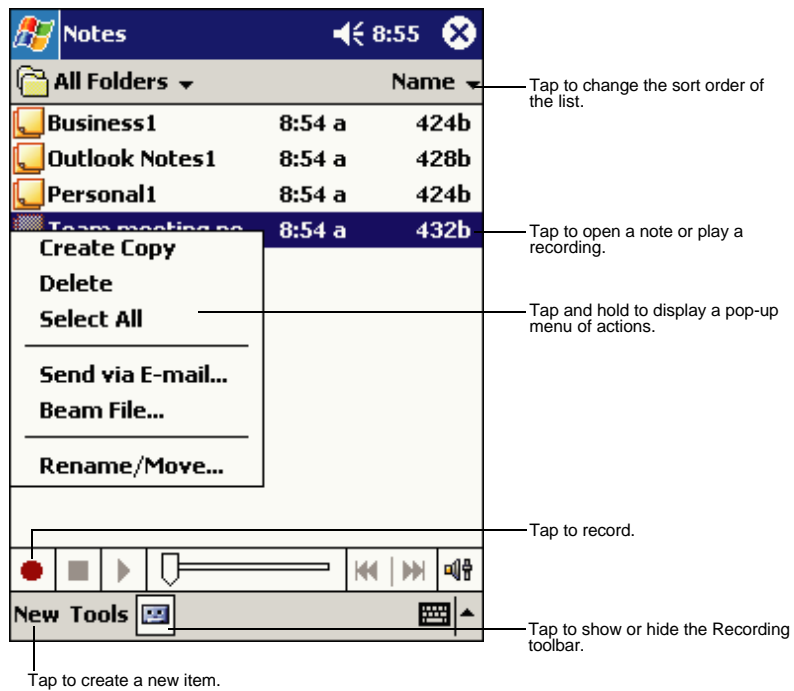 Notes 8:55
All Folders Name
Tap to change the sort order of
the list.
Business1 8:54 a 424b
Outlook Notes1 8:54 a 428b
Personal1 8:54 a 424b
Team meeting no 8:54 a 432b
Tap to open a note or play a
recording.
Create Copy
Delete
Select All
Tap and hold to display a pop-up
menu of actions.
Send via E-mail...
Beam File...
Rename/Move...
Tap to record.
New Tools
Tap to show or hide the Recording
toolbar.
Tap to create a new item.